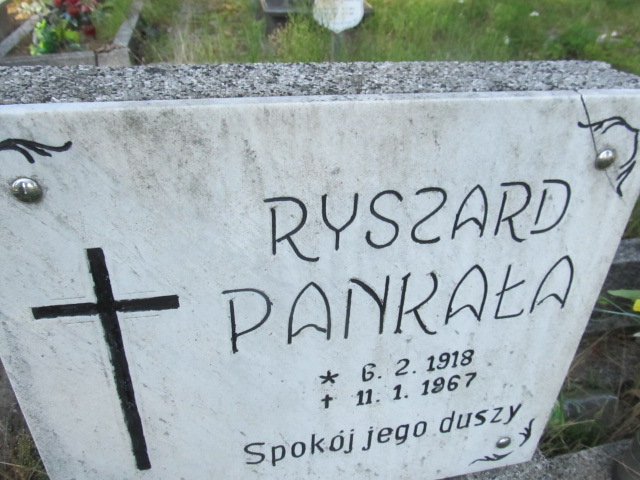 RYSZARD
PANKAŁA
* 6. 2. 1918
✝ 11. 1. 1967
Spokój jego duszy